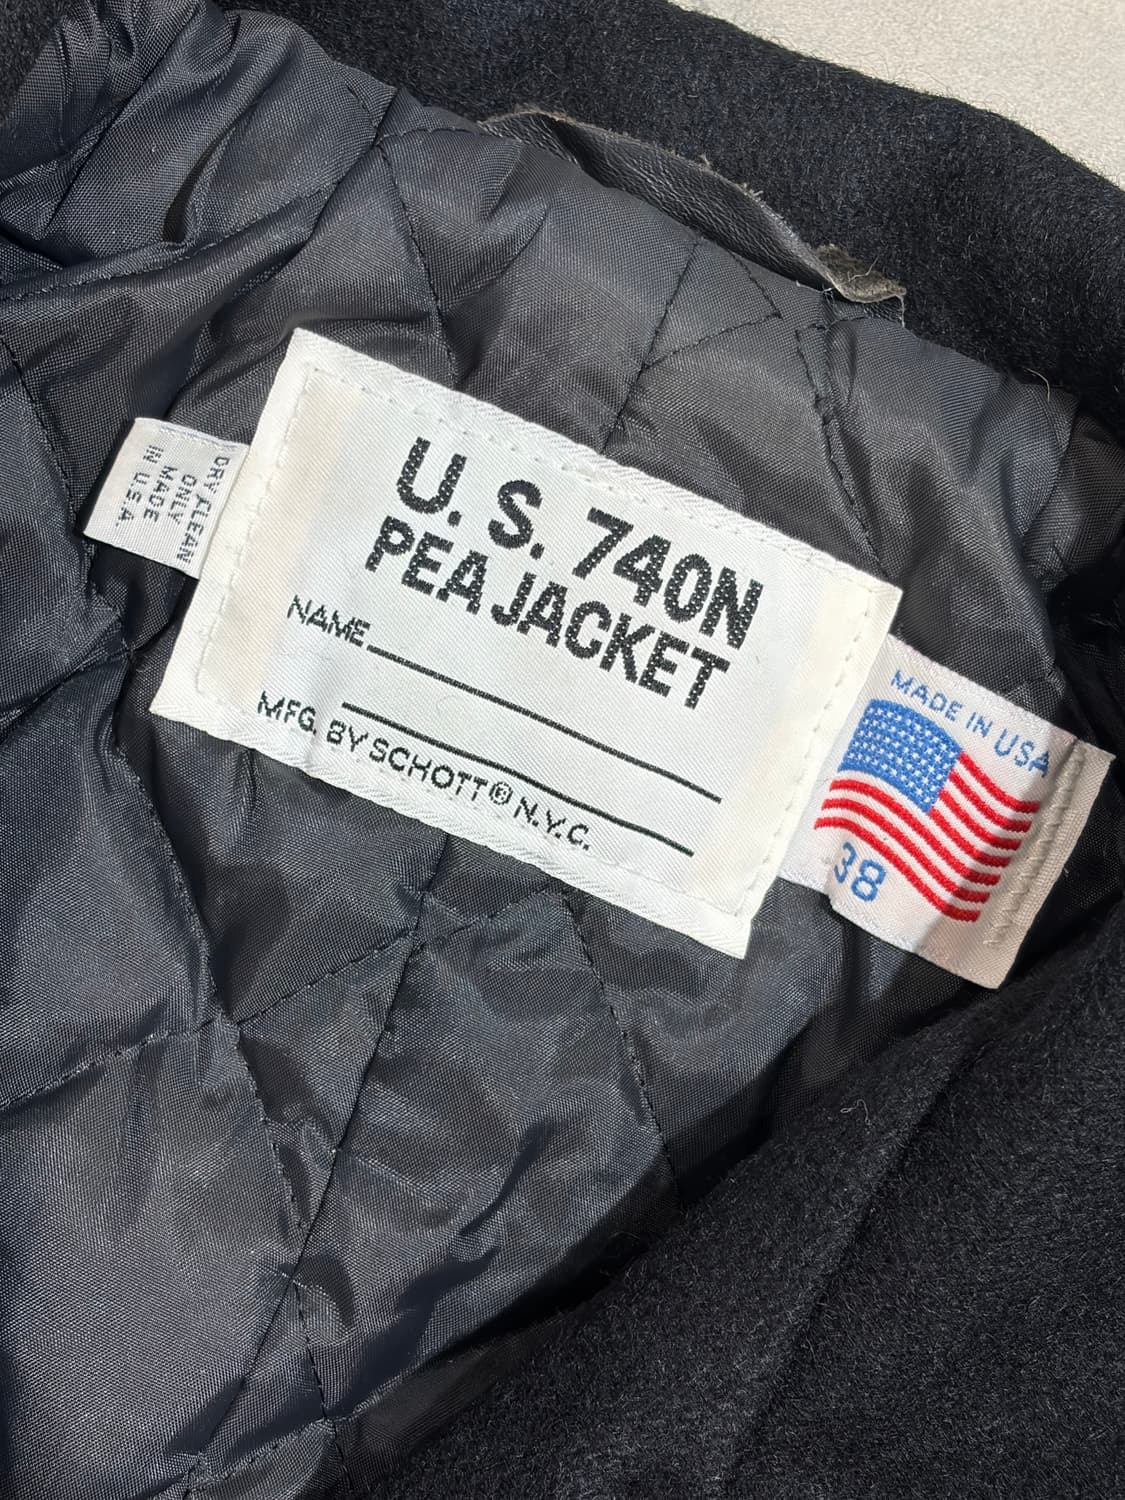 U. S. 740N
PEA JACKET
NAME
MFG. BY SCHOTT® N.Y.C.
DRY CLEAN
ONLY
MADE
IN U.S.A.
MADE IN USA
38